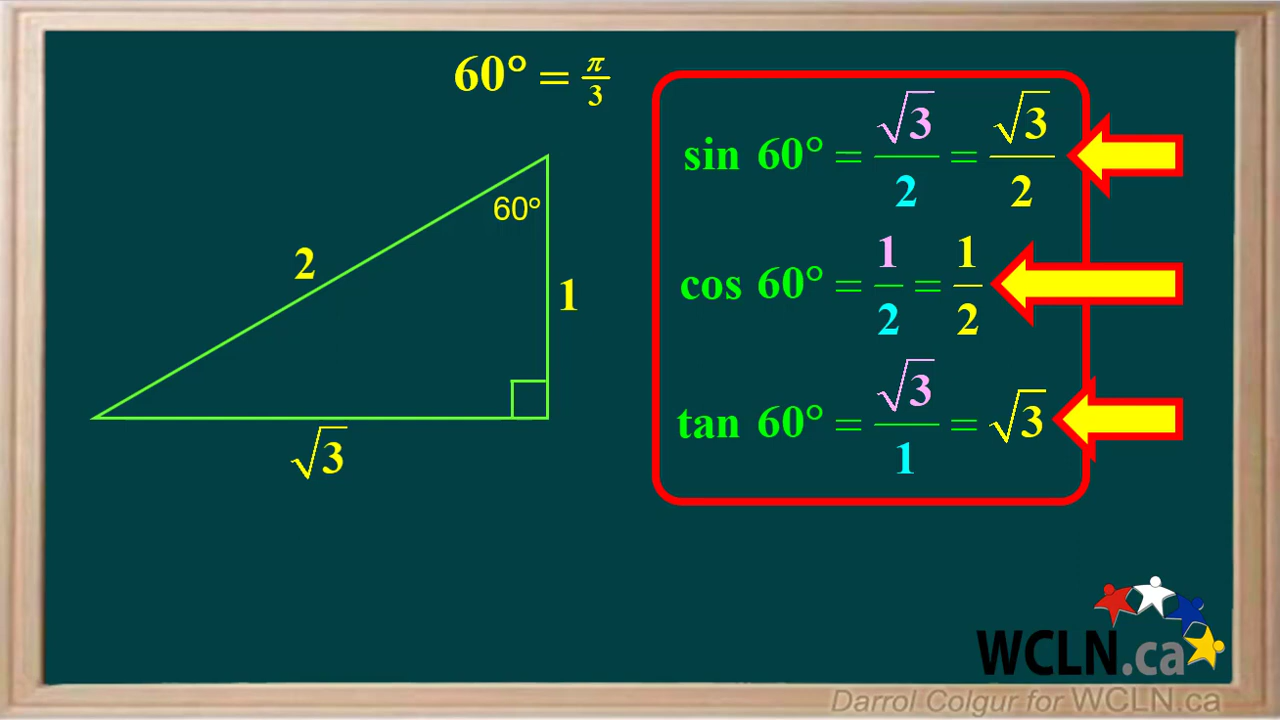 60° = π/3
60°
2
1
√3
sin 60° = √3/2 = √3/2
cos 60° = 1/2 = 1/2
tan 60° = √3/1 = √3
WCLN.ca
Darrol Colgur for WCLN.ca